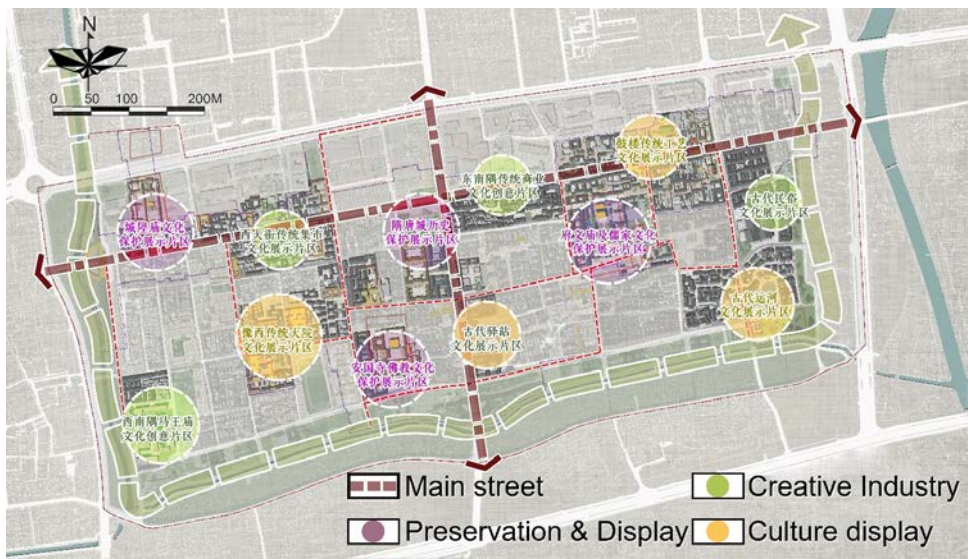 N
0 50 100 200M
鼓楼传统工艺
文化展示片区
东南隅传统商业
文化创意片区
古代民俗
文化展示片区
城隍庙文化
保护展示片区
西大街传统集市
文化展示片区
隋唐城历史
保护展示片区
府文庙及儒家文化
保护展示片区
豫西传统大院
文化展示片区
古代驿站
文化展示片区
古代运河
文化展示片区
安国寺佛教文化
保护展示片区
西南隅马王庙
文化创意片区
Main street
Creative Industry
Preservation & Display
Culture display